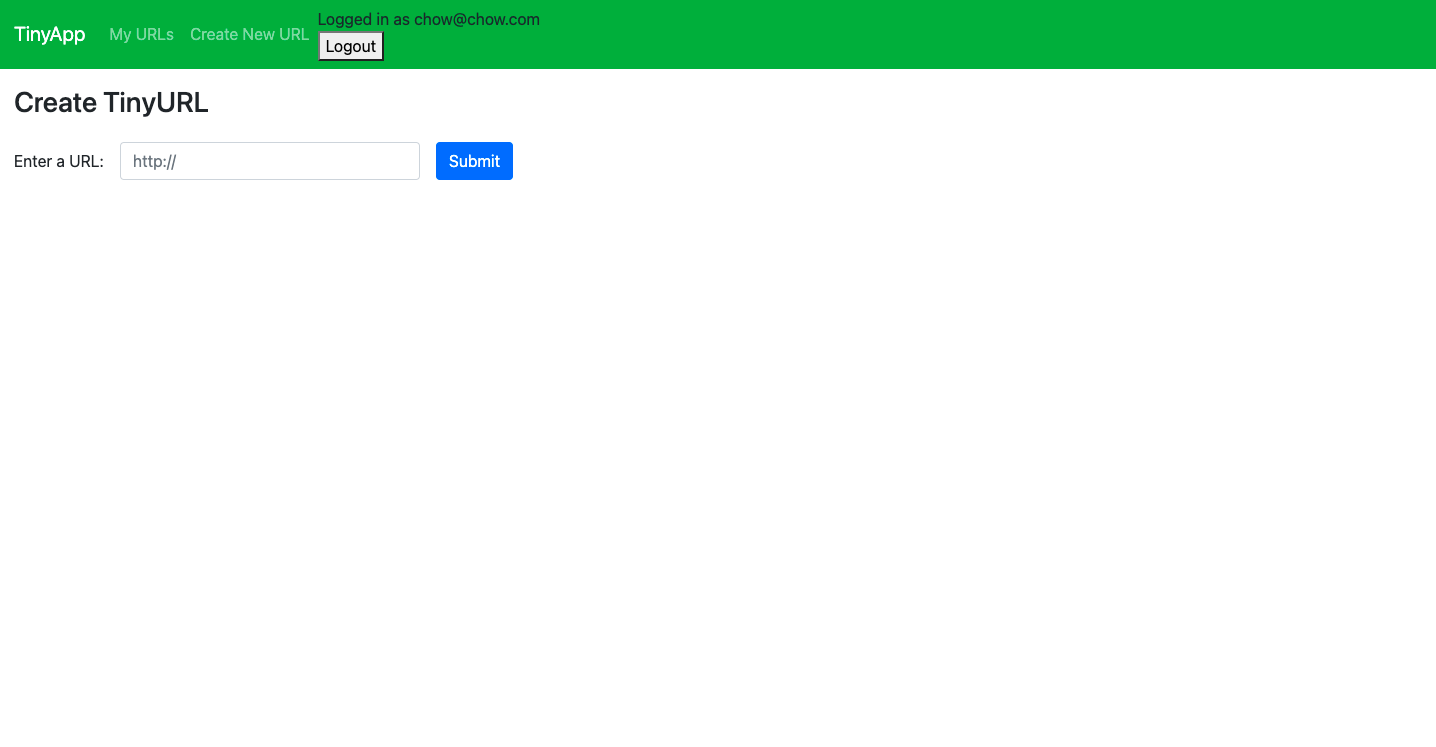 TinyApp My URLs Create New URL Logged in as chow@chow.com
Logout
Create TinyURL
Enter a URL: http:// Submit